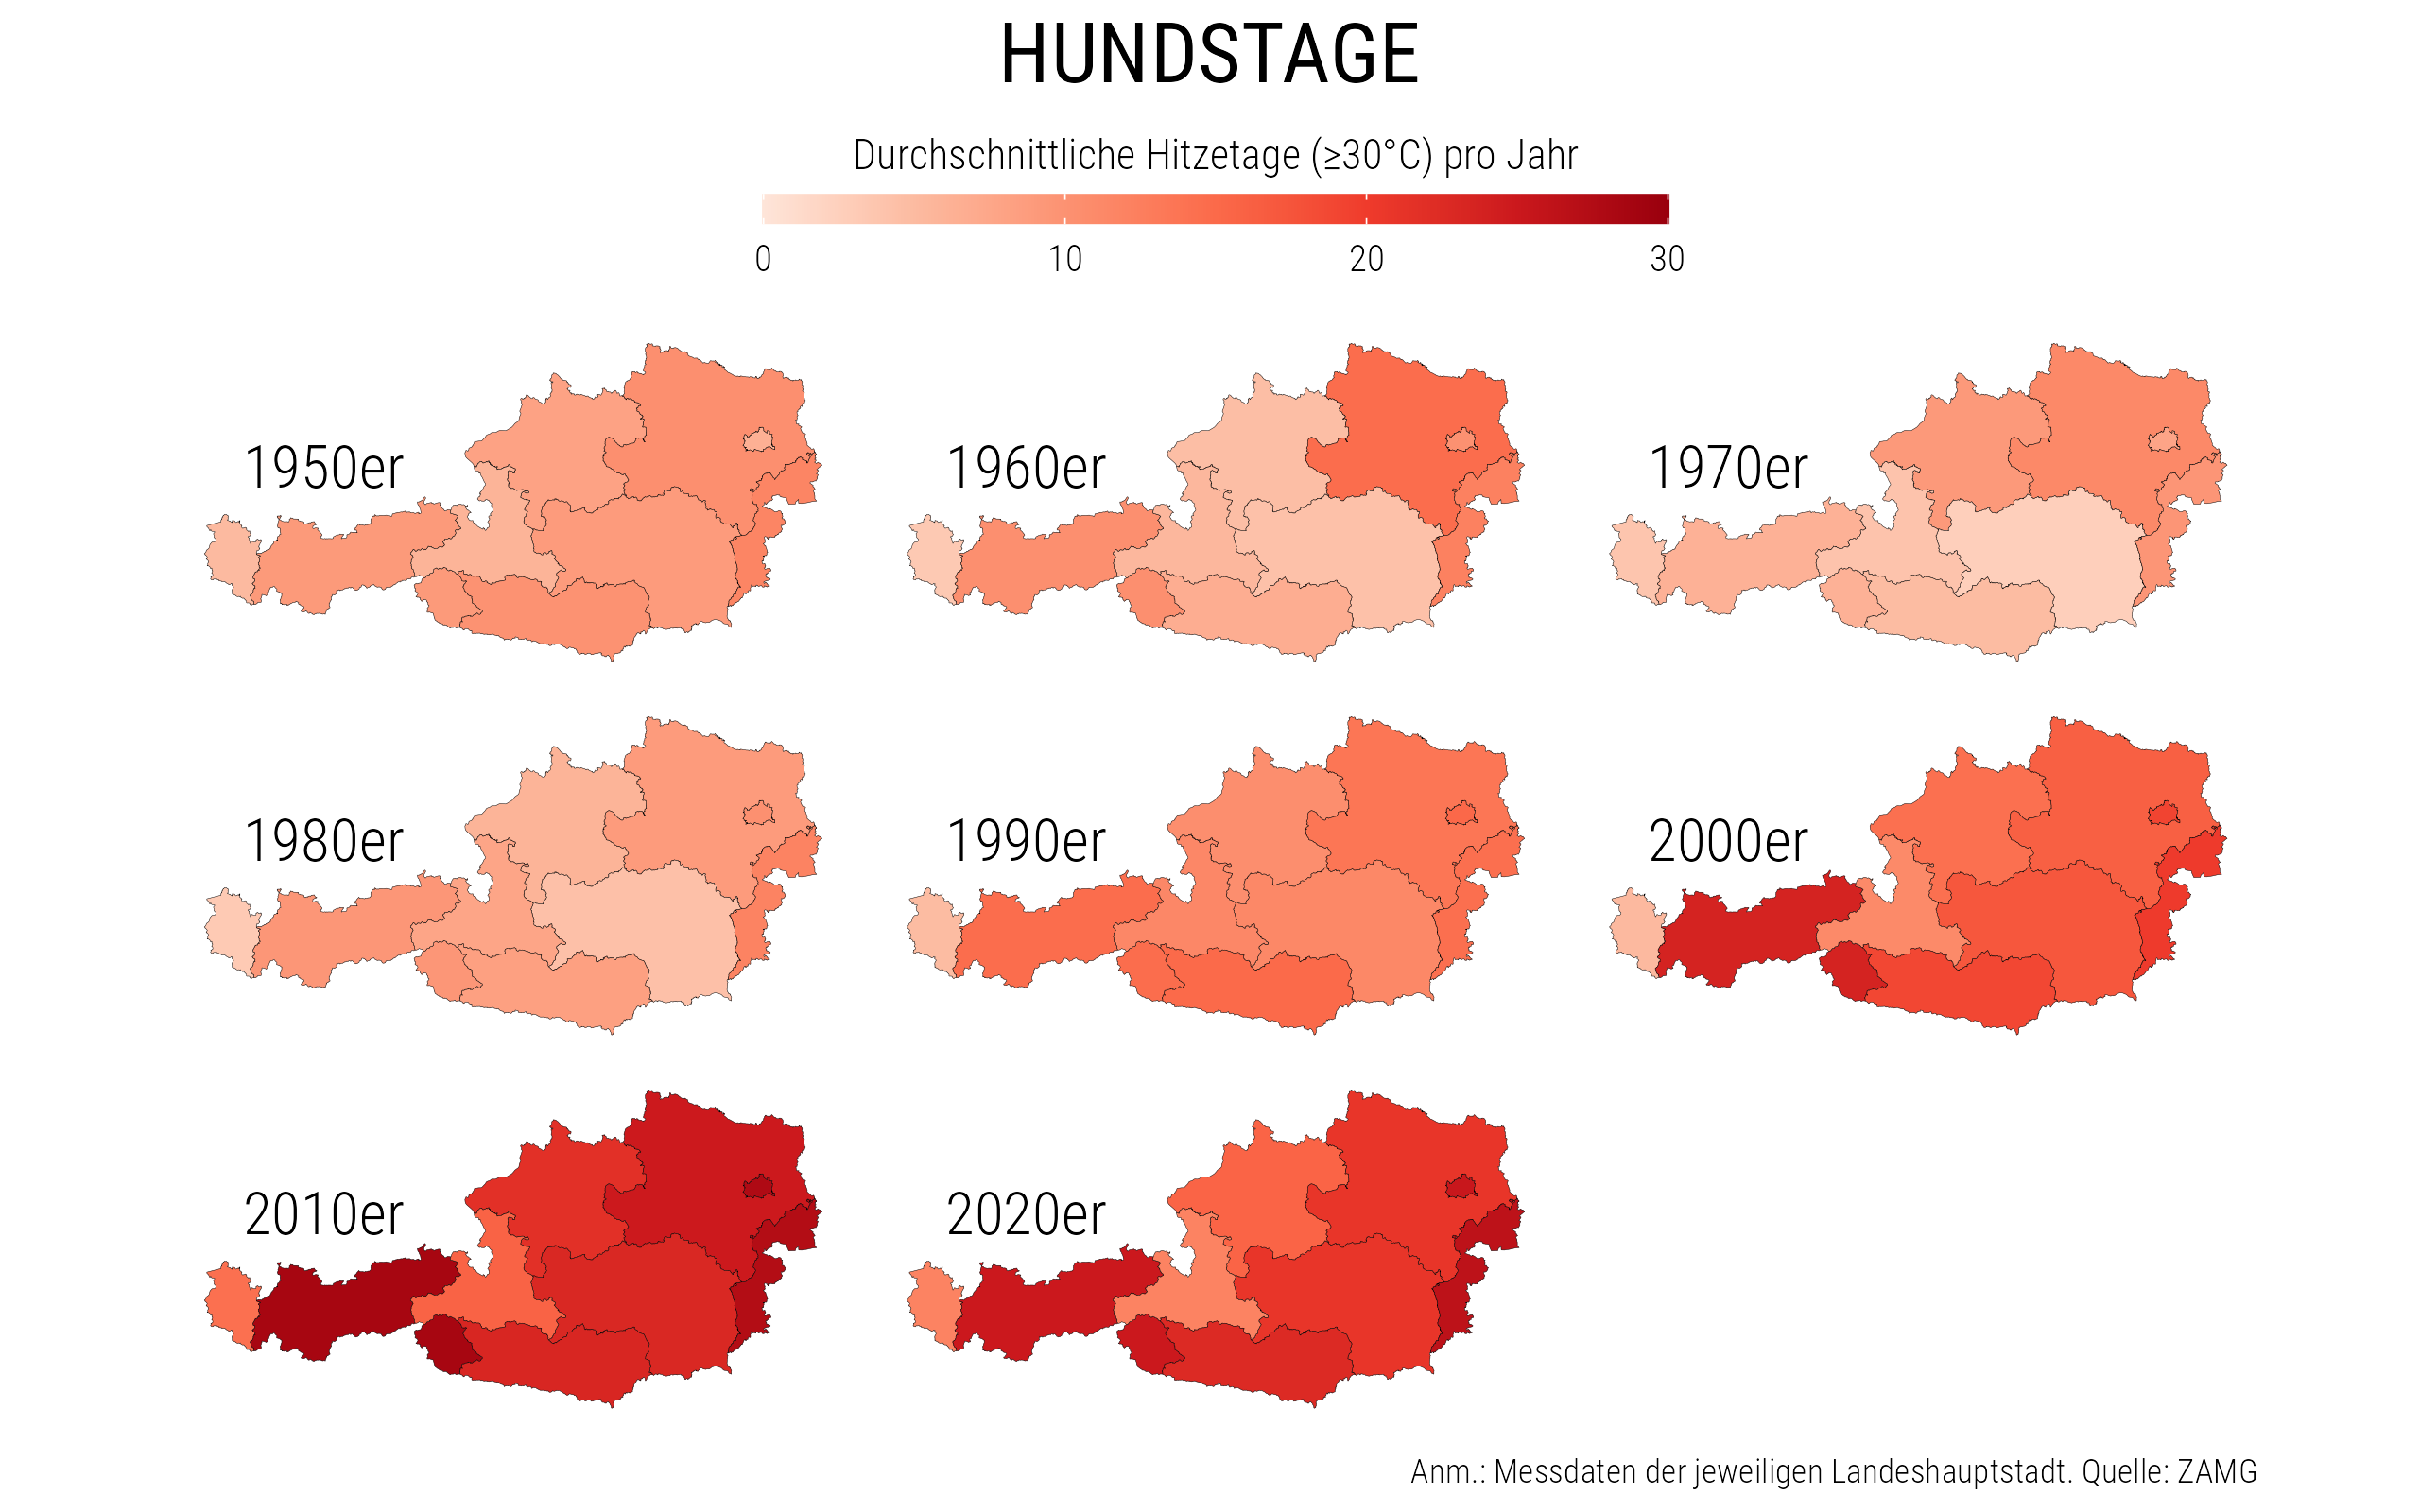 HUNDSTAGE
Durchschnittliche Hitzetage (≥30°C) pro Jahr
0 10 20 30
1950er 1960er 1970er
1980er 1990er 2000er
2010er 2020er
Anm.: Messdaten der jeweiligen Landeshauptstadt. Quelle: ZAMG